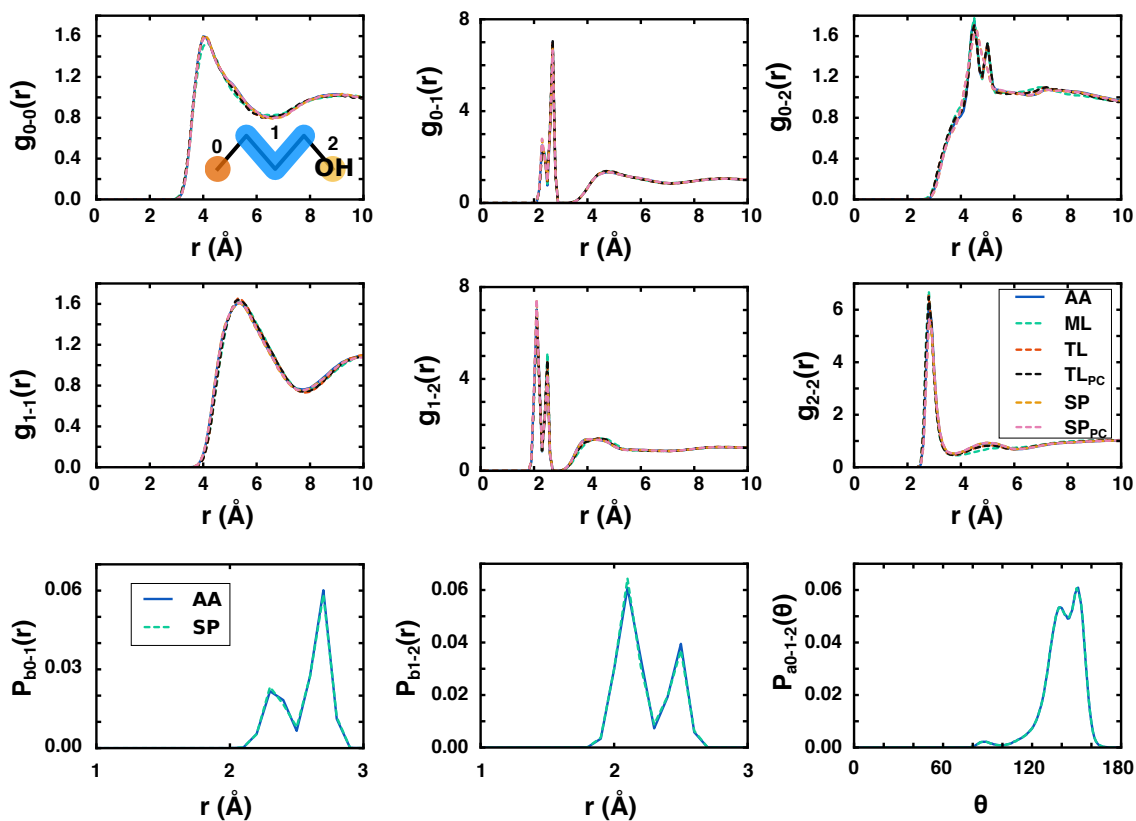 g0-0(r)
1.6
1.2
0.8
0.4
0.0
0 1 2
OH
0 2 4 6 8 10
r (Å)
g0-1(r)
8
4
0
0 2 4 6 8 10
r (Å)
g0-2(r)
1.6
1.2
0.8
0.4
0.0
0 2 4 6 8 10
r (Å)
g1-1(r)
1.6
1.2
0.8
0.4
0.0
0 2 4 6 8 10
r (Å)
g1-2(r)
8
4
0
0 2 4 6 8 10
r (Å)
g2-2(r)
6
4
2
0
AA
ML
TL
TLPC
SP
SPPC
0 2 4 6 8 10
r (Å)
Pb0-1(r)
0.06
0.03
0.00
AA
SP
1 2 3
r (Å)
Pb1-2(r)
0.06
0.04
0.02
0.00
1 2 3
r (Å)
Pa0-1-2(θ)
0.06
0.04
0.02
0.00
0 60 120 180
θ